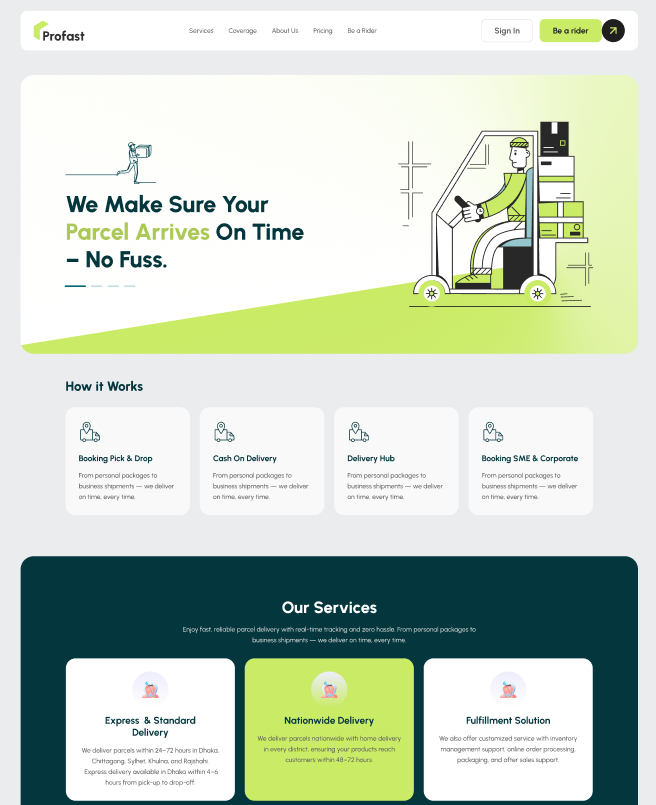 Profast
Services Coverage About Us Pricing Be a Rider
Sign In
Be a rider
We Make Sure Your
Parcel Arrives On Time
– No Fuss.
How it Works
Booking Pick & Drop
From personal packages to
business shipments — we deliver
on time, every time.
Cash On Delivery
From personal packages to
business shipments — we deliver
on time, every time.
Delivery Hub
From personal packages to
business shipments — we deliver
on time, every time.
Booking SME & Corporate
From personal packages to
business shipments — we deliver
on time, every time.
Our Services
Enjoy fast, reliable parcel delivery with real-time tracking and zero hassle. From personal packages to
business shipments — we deliver on time, every time.
Express & Standard
Delivery
We deliver parcels within 24–72 hours in Dhaka,
Chittagong, Sylhet, Khulna, and Rajshahi.
Express delivery available in Dhaka within 4–6
hours from pick-up to drop-off.
Nationwide Delivery
We deliver parcels nationwide with home delivery
in every district, ensuring your products reach
customers within 48–72 hours.
Fulfillment Solution
We also offer customized service with inventory
management support, online order processing,
packaging, and after sales support.